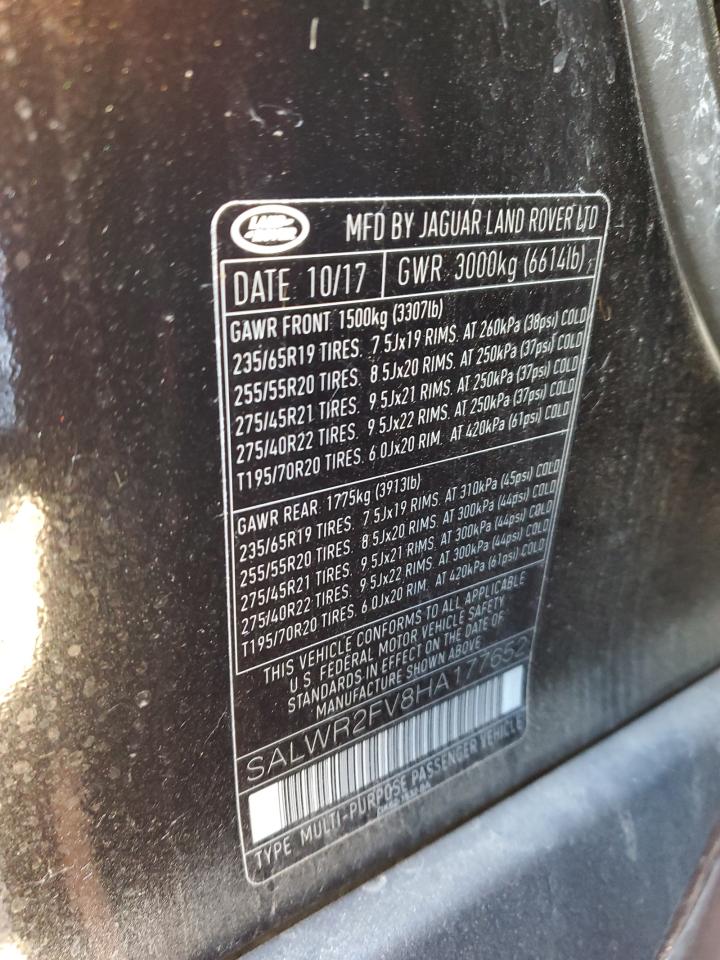 LAND ROVER
MFD BY JAGUAR LAND ROVER LTD
DATE 10/17 GWR 3000kg (6614lb)
GAWR FRONT 1500kg (3307lb)
235/65R19 TIRES. 7.5Jx19 RIMS. AT 260kPa (38psi) COLD
255/55R20 TIRES. 8.5Jx20 RIMS. AT 250kPa (37psi) COLD
275/45R21 TIRES. 9.5Jx21 RIMS. AT 250kPa (37psi) COLD
275/40R22 TIRES. 9.5Jx22 RIMS. AT 250kPa (37psi) COLD
T195/70R20 TIRES. 6.0Jx20 RIM. AT 420kPa (61psi) COLD
GAWR REAR 1775kg (3913lb)
235/65R19 TIRES. 7.5Jx19 RIMS. AT 310kPa (45psi) COLD
255/55R20 TIRES. 8.5Jx20 RIMS. AT 300kPa (44psi) COLD
275/45R21 TIRES. 9.5Jx21 RIMS. AT 300kPa (44psi) COLD
275/40R22 TIRES. 9.5Jx22 RIMS. AT 300kPa (44psi) COLD
T195/70R20 TIRES. 6.0Jx20 RIM. AT 420kPa (61psi) COLD
THIS VEHICLE CONFORMS TO ALL APPLICABLE
U.S. FEDERAL MOTOR VEHICLE SAFETY
STANDARDS IN EFFECT ON THE DATE OF
MANUFACTURE SHOWN ABOVE
SALWR2FV8HA177652
TYPE MULTI-PURPOSE PASSENGER VEHICLE